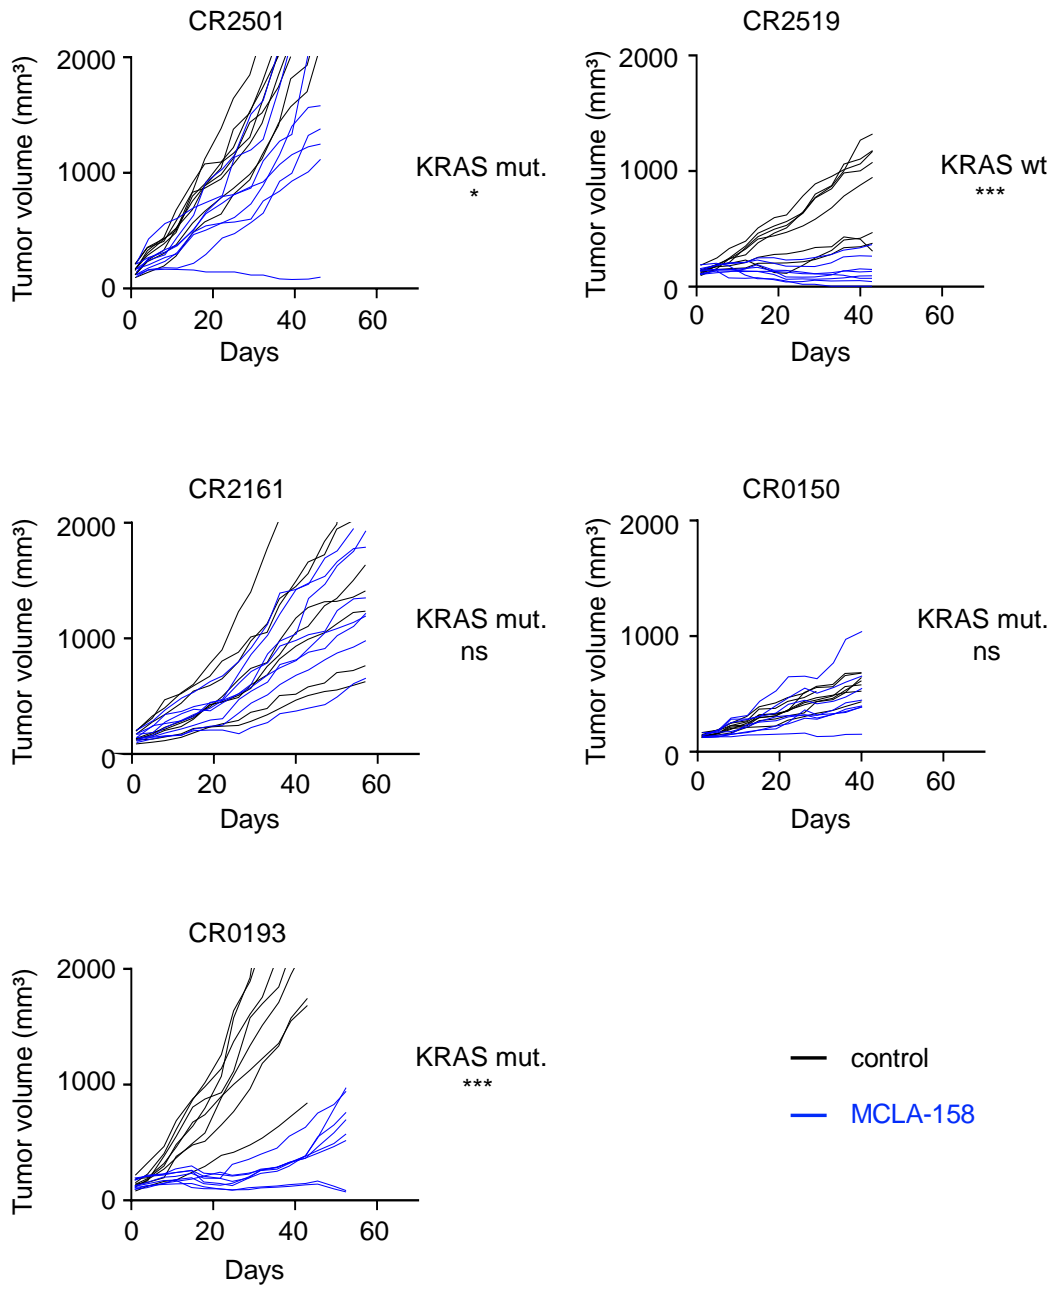 CR2501
Tumor volume (mm³)
2000
1000
0
0 20 40 60
Days
KRAS mut.
*
CR2519
Tumor volume (mm³)
2000
1000
0
0 20 40 60
Days
KRAS wt
***
CR2161
Tumor volume (mm³)
2000
1000
0
0 20 40 60
Days
KRAS mut.
ns
CR0150
Tumor volume (mm³)
2000
1000
0
0 20 40 60
Days
KRAS mut.
ns
CR0193
Tumor volume (mm³)
2000
1000
0
0 20 40 60
Days
KRAS mut.
***
control
MCLA-158